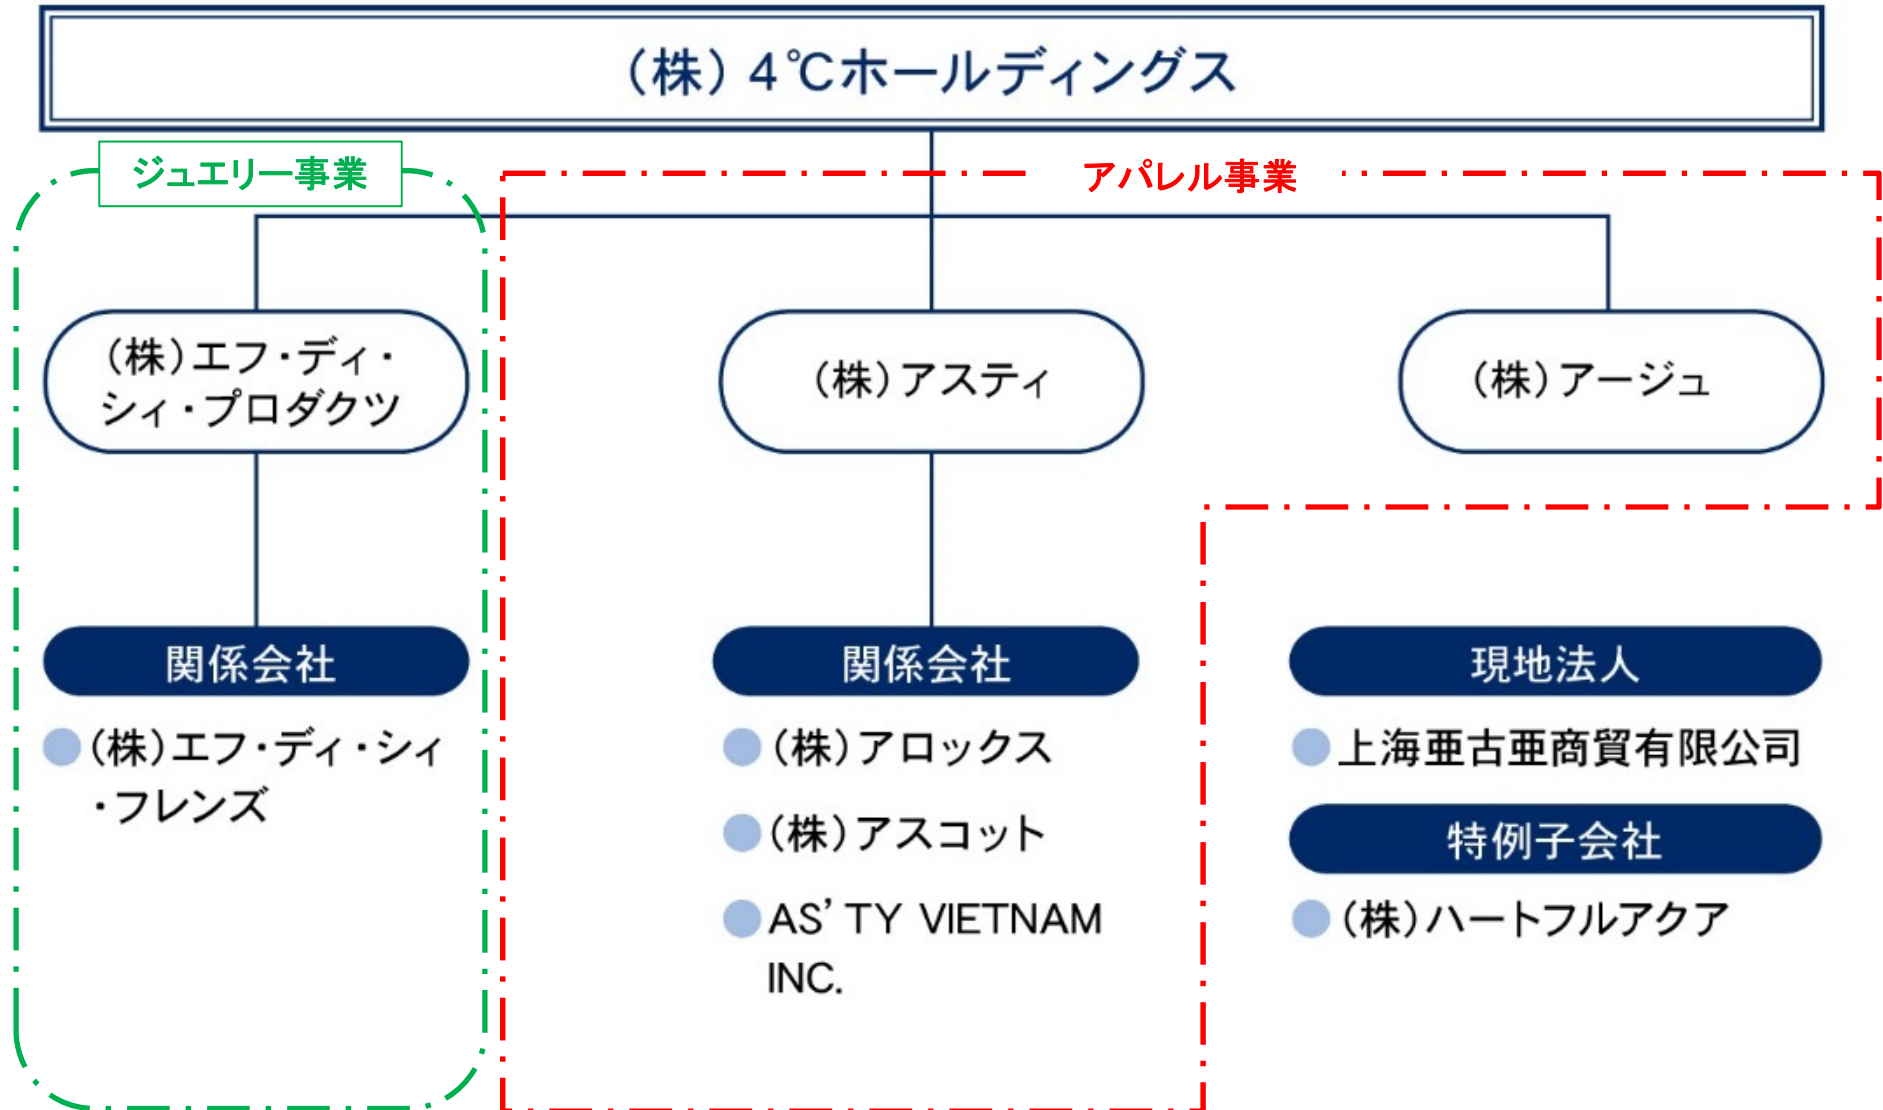 （株）4℃ホールディングス
ジュエリー事業
アパレル事業
（株）エフ・ディ・
シィ・プロダクツ
（株）アスティ
（株）アージュ
関係会社
（株）エフ・ディ・シィ
・フレンズ
関係会社
（株）アロックス
（株）アスコット
AS’TY VIETNAM
INC.
現地法人
上海亜古亜商貿有限公司
特例子会社
（株）ハートフルアクア